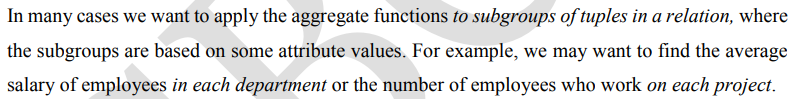 In many cases we want to apply the aggregate functions to subgroups of tuples in a relation, where
the subgroups are based on some attribute values. For example, we may want to find the average
salary of employees in each department or the number of employees who work on each project.